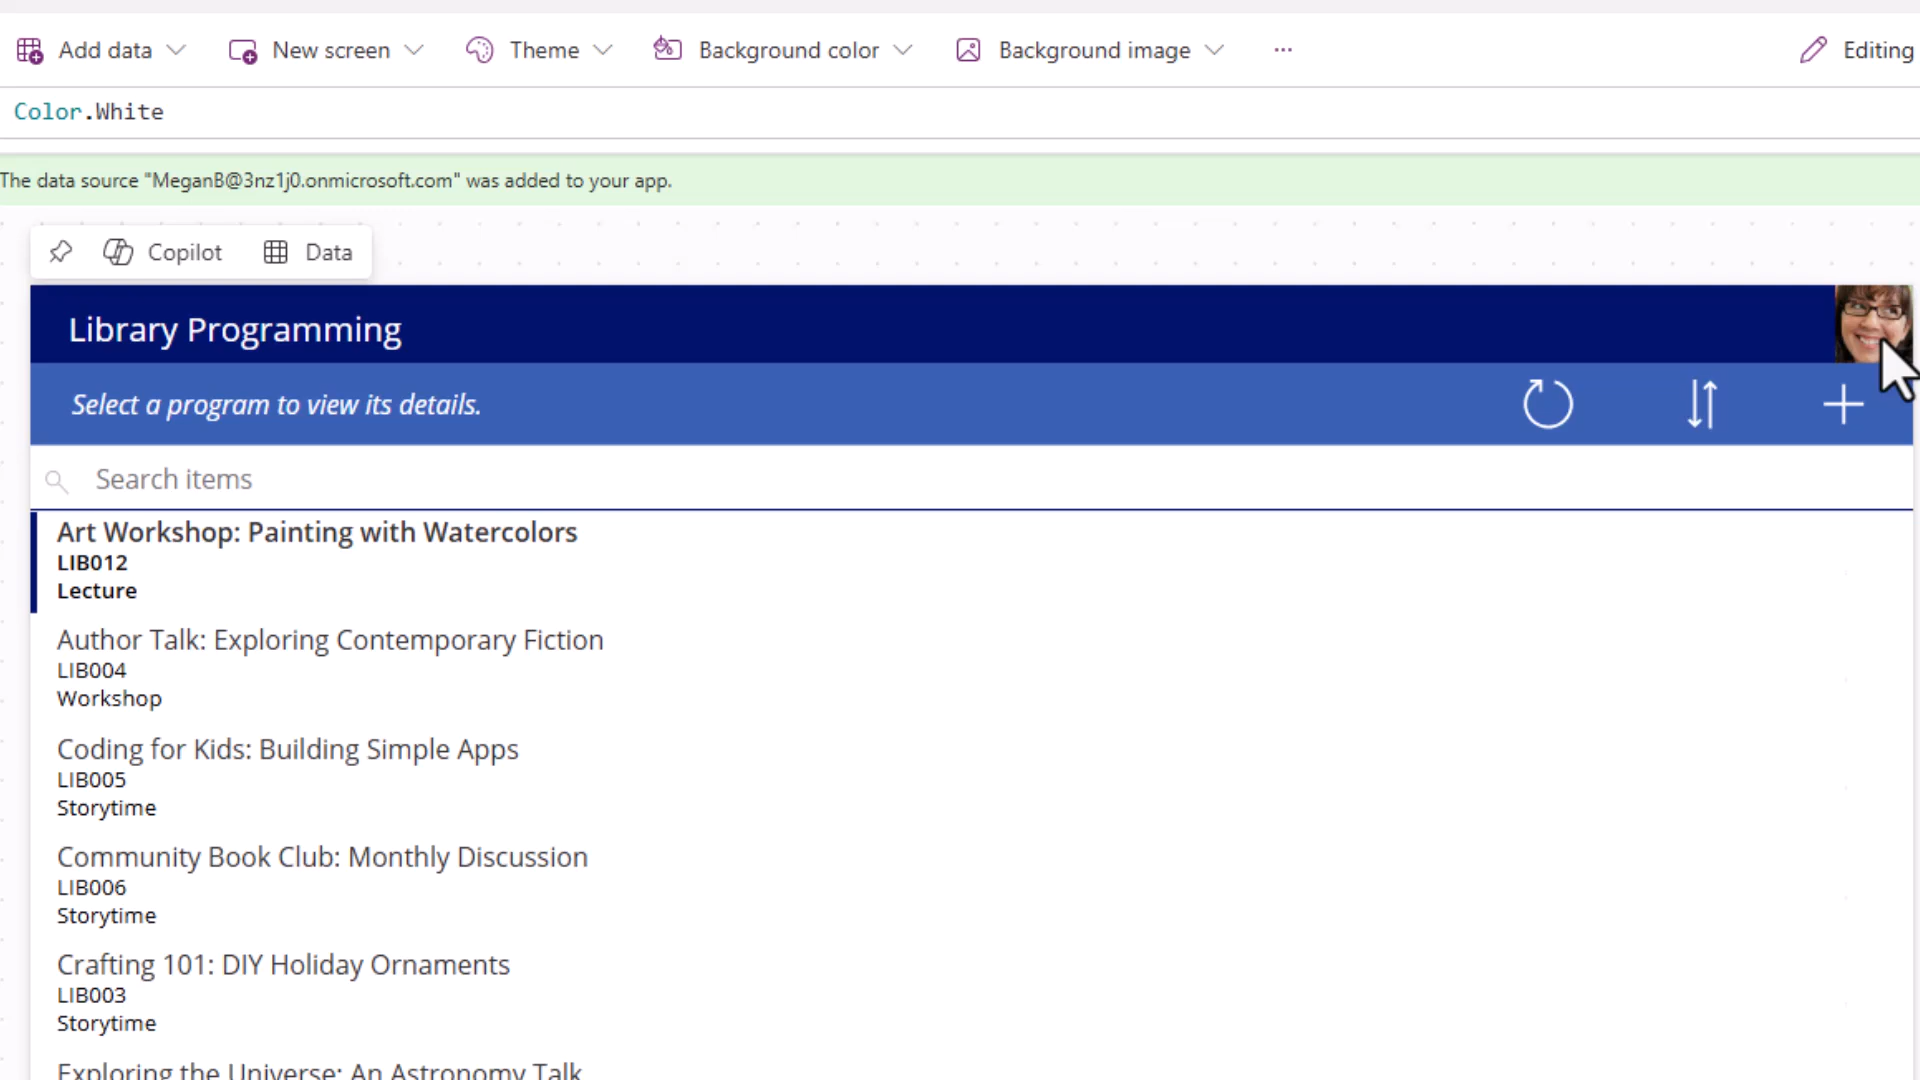 Add data
New screen
Theme
Background color
Background image
...
Editing
Color.White
The data source "MeganB@3nz1j0.onmicrosoft.com" was added to your app.
Copilot
Data
Library Programming
Select a program to view its details.
Search items
Art Workshop: Painting with Watercolors
LIB012
Lecture
Author Talk: Exploring Contemporary Fiction
LIB004
Workshop
Coding for Kids: Building Simple Apps
LIB005
Storytime
Community Book Club: Monthly Discussion
LIB006
Storytime
Crafting 101: DIY Holiday Ornaments
LIB003
Storytime
Exploring the Universe: An Astronomy Talk